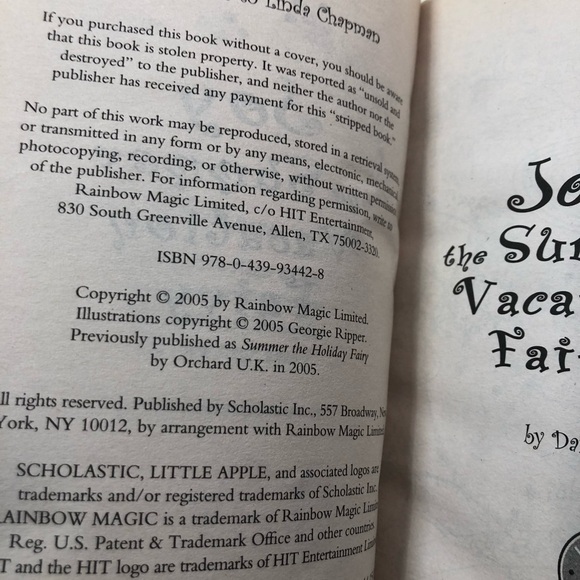 to Linda Chapman
If you purchased this book without a cover, you should be aware
that this book is stolen property. It was reported as "unsold and
destroyed" to the publisher, and neither the author nor the
publisher has received any payment for this "stripped book."
No part of this work may be reproduced, stored in a retrieval system,
or transmitted in any form or by any means, electronic, mechanical,
photocopying, recording, or otherwise, without written permission
of the publisher. For information regarding permission, write to
Rainbow Magic Limited, c/o HIT Entertainment,
830 South Greenville Avenue, Allen, TX 75002-3320.
ISBN 978-0-439-93442-8
Copyright © 2005 by Rainbow Magic Limited.
Illustrations copyright © 2005 Georgie Ripper.
Previously published as Summer the Holiday Fairy
by Orchard U.K. in 2005.
ll rights reserved. Published by Scholastic Inc., 557 Broadway, New
York, NY 10012, by arrangement with Rainbow Magic Limited.
SCHOLASTIC, LITTLE APPLE, and associated logos are
trademarks and/or registered trademarks of Scholastic Inc.
RAINBOW MAGIC is a trademark of Rainbow Magic Limited.
Reg. U.S. Patent & Trademark Office and other countries.
T and the HIT logo are trademarks of HIT Entertainment Limited.
Jo
the Sum
Vaca
Fai
by Da